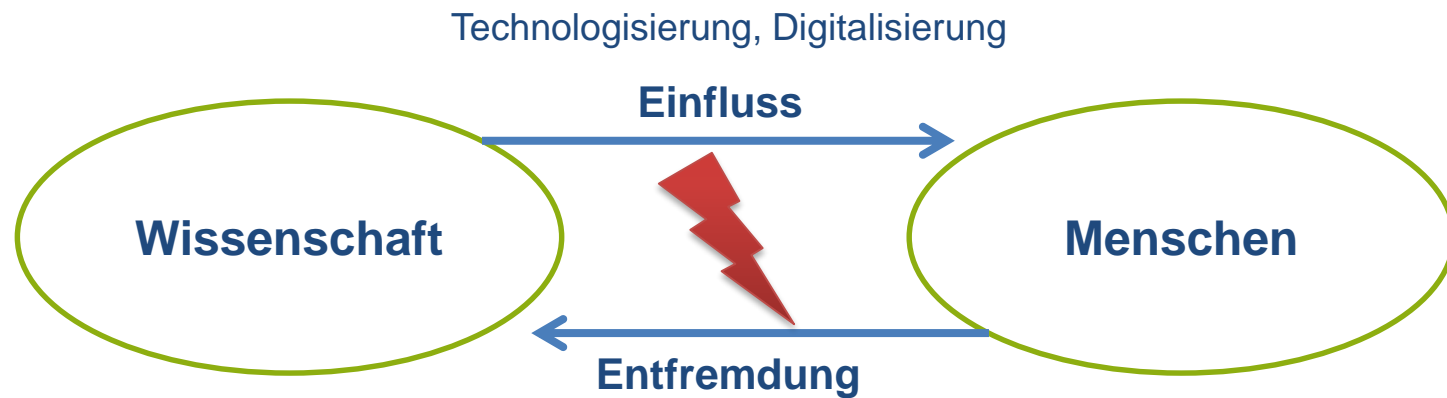 Technologisierung, Digitalisierung
Einfluss
Wissenschaft
Menschen
Entfremdung